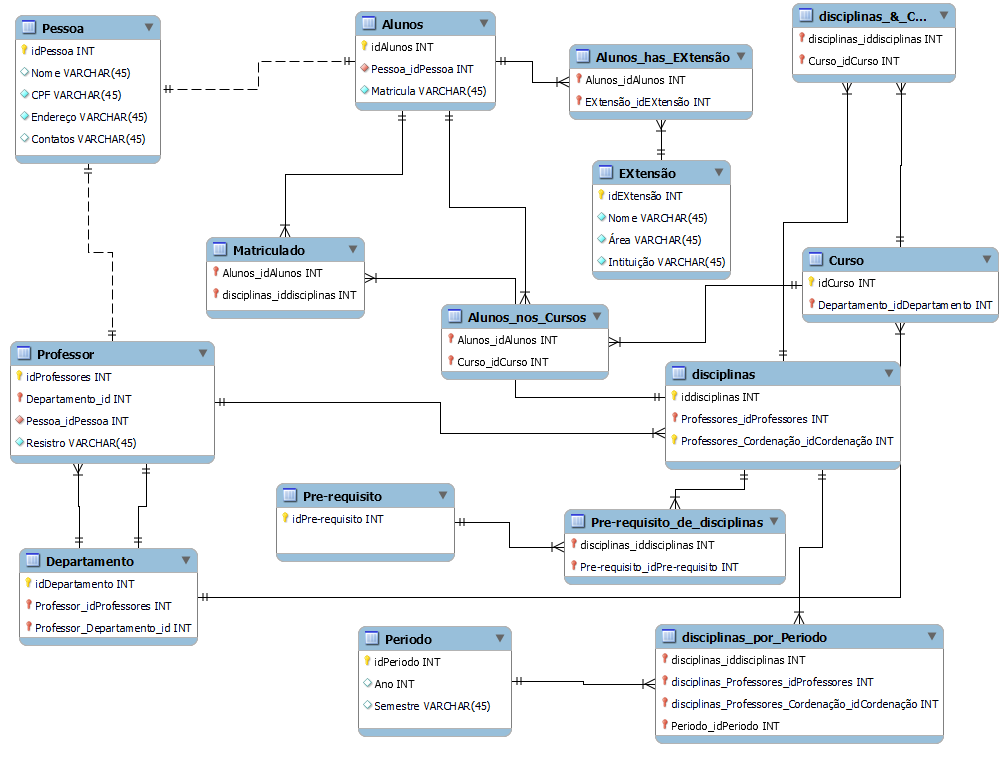 Pessoa
idPessoa INT
Nome VARCHAR(45)
CPF VARCHAR(45)
Endereço VARCHAR(45)
Contatos VARCHAR(45)
Alunos
idAlunos INT
Pessoa_idPessoa INT
Matricula VARCHAR(45)
Alunos_has_EXtensão
Alunos_idAlunos INT
EXtensão_idEXtensão INT
disciplinas_&_C...
disciplinas_iddisciplinas INT
Curso_idCurso INT
EXtensão
idEXtensão INT
Nome VARCHAR(45)
Área VARCHAR(45)
Intituição VARCHAR(45)
Matriculado
Alunos_idAlunos INT
disciplinas_iddisciplinas INT
Curso
idCurso INT
Departamento_idDepartamento INT
Alunos_nos_Cursos
Alunos_idAlunos INT
Curso_idCurso INT
Professor
idProfessores INT
Departamento_id INT
Pessoa_idPessoa INT
Resistro VARCHAR(45)
disciplinas
iddisciplinas INT
Professores_idProfessores INT
Professores_Cordenação_idCordenação INT
Pre-requisito
idPre-requisito INT
Pre-requisito_de_disciplinas
disciplinas_iddisciplinas INT
Pre-requisito_idPre-requisito INT
Departamento
idDepartamento INT
Professor_idProfessores INT
Professor_Departamento_id INT
Periodo
idPeriodo INT
Ano INT
Semestre VARCHAR(45)
disciplinas_por_Periodo
disciplinas_iddisciplinas INT
disciplinas_Professores_idProfessores INT
disciplinas_Professores_Cordenação_idCordenação INT
Periodo_idPeriodo INT